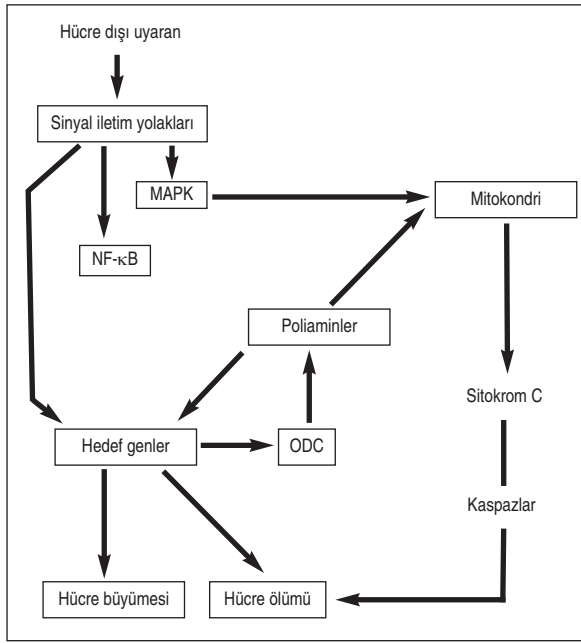 Hücre dışı uyaran
Sinyal iletim yolakları
MAPK
Mitokondri
NF-κB
Poliaminler
Sitokrom C
Hedef genler
ODC
Kaspazlar
Hücre büyümesi
Hücre ölümü